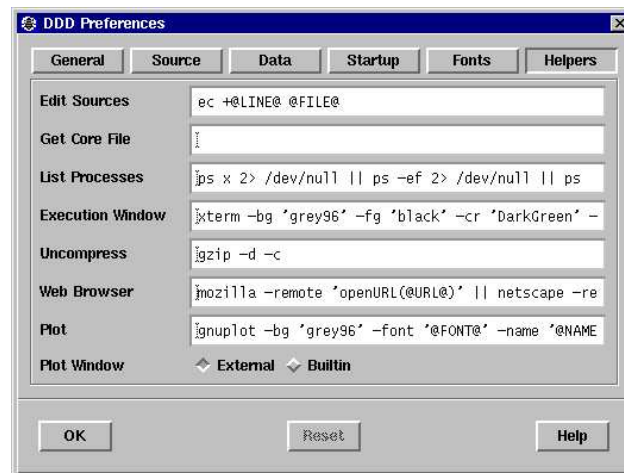 DDD Preferences
General Source Data Startup Fonts Helpers
Edit Sources ec +@LINE@ @FILE@
Get Core File
List Processes ps x 2> /dev/null || ps -ef 2> /dev/null || ps
Execution Window xterm -bg 'grey96' -fg 'black' -cr 'DarkGreen' -
Uncompress gzip -d -c
Web Browser mozilla -remote 'openURL(@URL@)' || netscape -re
Plot gnuplot -bg 'grey96' -font '@FONT@' -name '@NAME
Plot Window External Builtin
OK Reset Help